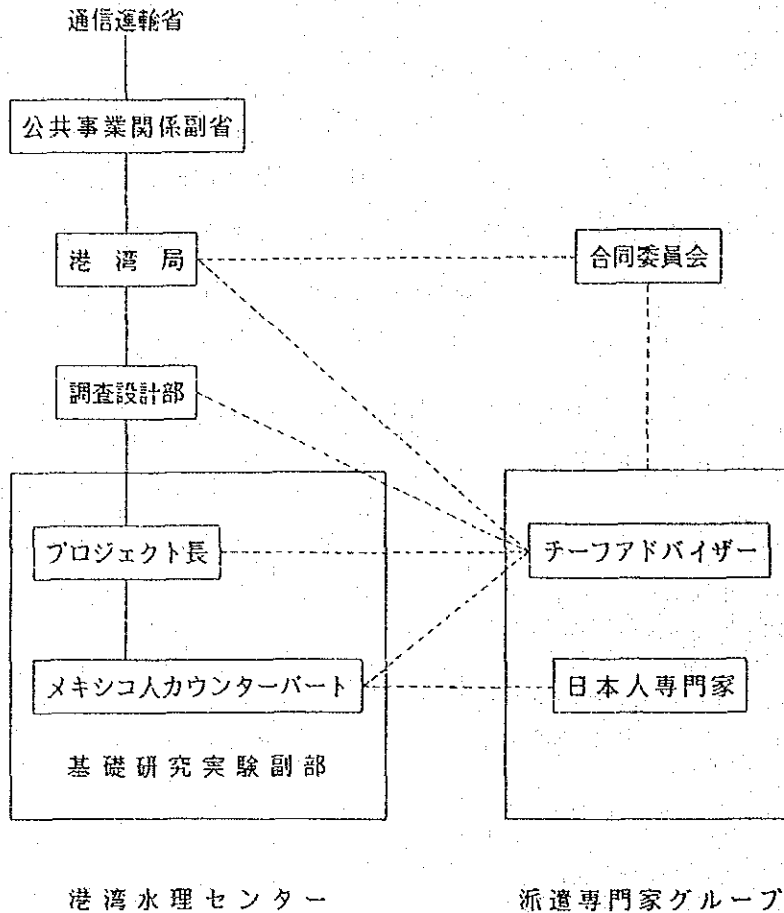 通信運輸省
公共事業関係副省
港湾局
合同委員会
調査設計部
プロジェクト長
チーフアドバイザー
メキシコ人カウンターパート
日本人専門家
基礎研究実験副部
港湾水理センター
派遣専門家グループ